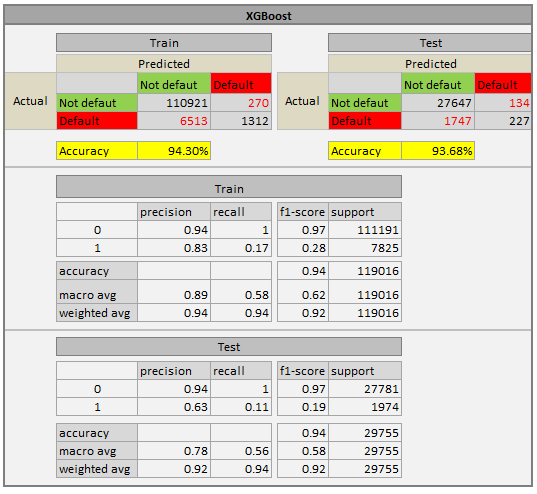 XGBoost
Train Test
Predicted Predicted
Not defaut Default Not defaut Default
Actual Not defaut 110921 270 Actual Not defaut 27647 134
Default 6513 1312 Default 1747 227
Accuracy 94.30% Accuracy 93.68%
Train
precision recall f1-score support
0 0.94 1 0.97 111191
1 0.83 0.17 0.28 7825
accuracy 0.94 119016
macro avg 0.89 0.58 0.62 119016
weighted avg 0.94 0.94 0.92 119016
Test
precision recall f1-score support
0 0.94 1 0.97 27781
1 0.63 0.11 0.19 1974
accuracy 0.94 29755
macro avg 0.78 0.56 0.58 29755
weighted avg 0.92 0.94 0.92 29755